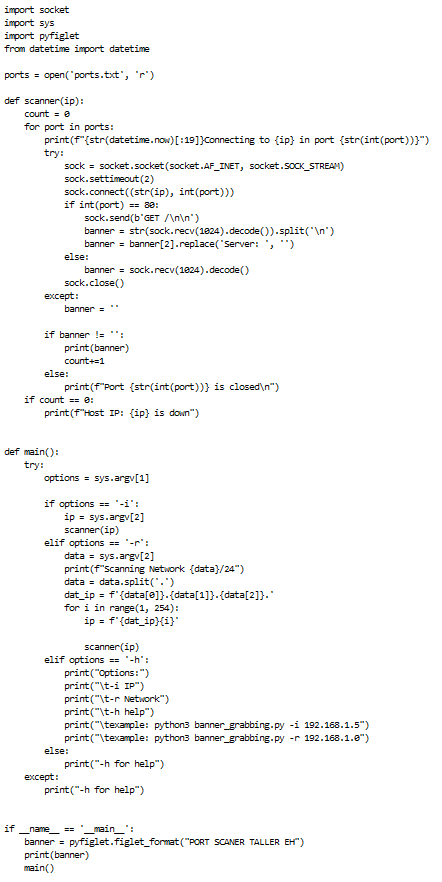 import socket
import sys
import pyfiglet
from datetime import datetime

ports = open('ports.txt', 'r')

def scanner(ip):
    count = 0
    for port in ports:
        print(f"{str(datetime.now)[:19]}Connecting to {ip} in port {str(int(port))}")
        try:
            sock = socket.socket(socket.AF_INET, socket.SOCK_STREAM)
            sock.settimeout(2)
            sock.connect((str(ip), int(port)))
            if int(port) == 80:
                sock.send(b'GET /\n\n')
                banner = str(sock.recv(1024).decode()).split('\n')
                banner = banner[2].replace('Server: ', '')
            else:
                banner = sock.recv(1024).decode()
            sock.close()
        except:
            banner = ''

        if banner != '':
            print(banner)
            count+=1
        else:
            print(f"Port {str(int(port))} is closed\n")
    if count == 0:
        print(f"Host IP: {ip} is down")


def main():
    try:
        options = sys.argv[1]

        if options == '-i':
            ip = sys.argv[2]
            scanner(ip)
        elif options == '-r':
            data = sys.argv[2]
            print(f"Scanning Network {data}/24")
            data = data.split('.')
            dat_ip = f'{data[0]}.{data[1]}.{data[2]}.'
            for i in range(1, 254):
                ip = f'{dat_ip}{i}'

                scanner(ip)
        elif options == '-h':
            print("Options:")
            print("\t-i IP")
            print("\t-r Network")
            print("\t-h help")
            print("\texample: python3 banner_grabbing.py -i 192.168.1.5")
            print("\texample: python3 banner_grabbing.py -r 192.168.1.0")
        else:
            print("-h for help")
    except:
        print("-h for help")


if __name__ == '__main__':
    banner = pyfiglet.figlet_format("PORT SCANER TALLER EH")
    print(banner)
    main()